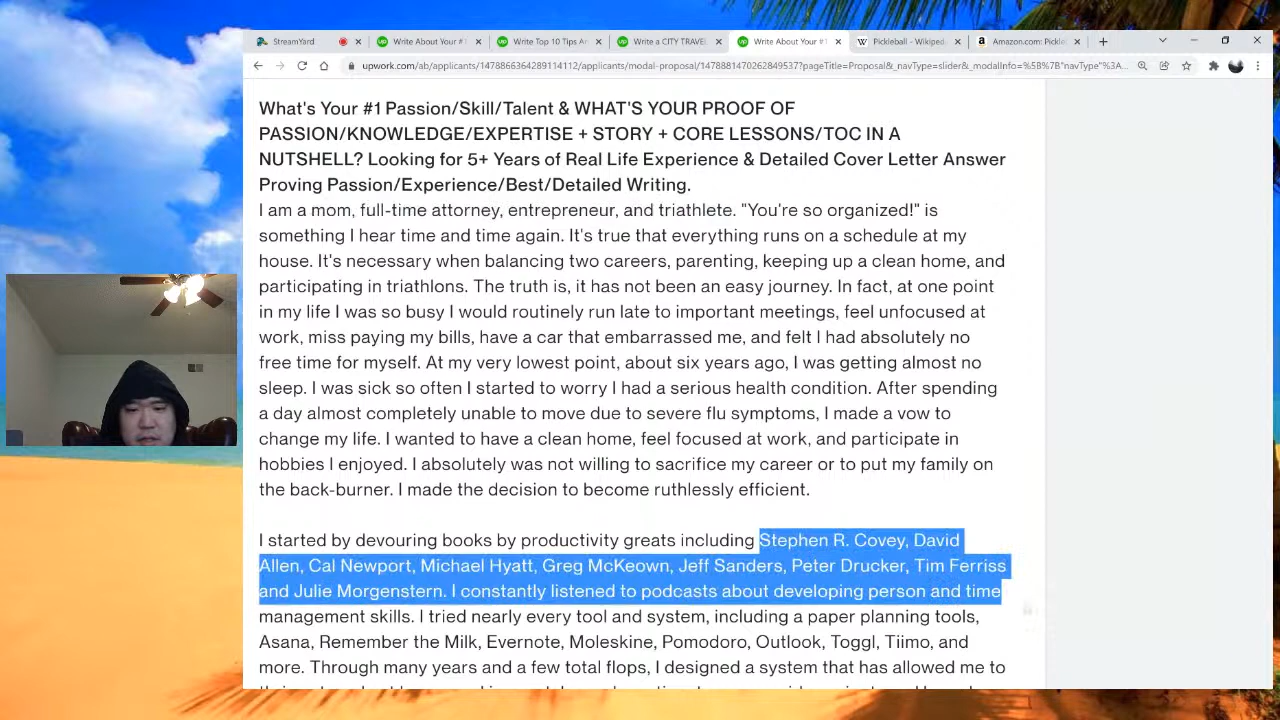 StreamYard
Write About Your #1
Write Top 10 Tips Ar
Write a CITY TRAVEL
Write About Your #1
Pickleball - Wikiped
Amazon.com: Pickle
upwork.com/ab/applicants/1478866364289114112/applicants/modal-proposal/1478881470262849537?pageTitle=Proposal&_navType=slider&_modalInfo=%5B%7B"navType"%3A...
What's Your #1 Passion/Skill/Talent & WHAT'S YOUR PROOF OF
PASSION/KNOWLEDGE/EXPERTISE + STORY + CORE LESSONS/TOC IN A
NUTSHELL? Looking for 5+ Years of Real Life Experience & Detailed Cover Letter Answer
Proving Passion/Experience/Best/Detailed Writing.
I am a mom, full-time attorney, entrepreneur, and triathlete. "You're so organized!" is
something I hear time and time again. It's true that everything runs on a schedule at my
house. It's necessary when balancing two careers, parenting, keeping up a clean home, and
participating in triathlons. The truth is, it has not been an easy journey. In fact, at one point
in my life I was so busy I would routinely run late to important meetings, feel unfocused at
work, miss paying my bills, have a car that embarrassed me, and felt I had absolutely no
free time for myself. At my very lowest point, about six years ago, I was getting almost no
sleep. I was sick so often I started to worry I had a serious health condition. After spending
a day almost completely unable to move due to severe flu symptoms, I made a vow to
change my life. I wanted to have a clean home, feel focused at work, and participate in
hobbies I enjoyed. I absolutely was not willing to sacrifice my career or to put my family on
the back-burner. I made the decision to become ruthlessly efficient.
I started by devouring books by productivity greats including Stephen R. Covey, David
Allen, Cal Newport, Michael Hyatt, Greg McKeown, Jeff Sanders, Peter Drucker, Tim Ferriss
and Julie Morgenstern. I constantly listened to podcasts about developing person and time
management skills. I tried nearly every tool and system, including a paper planning tools,
Asana, Remember the Milk, Evernote, Moleskine, Pomodoro, Outlook, Toggl, Tiimo, and
more. Through many years and a few total flops, I designed a system that has allowed me to